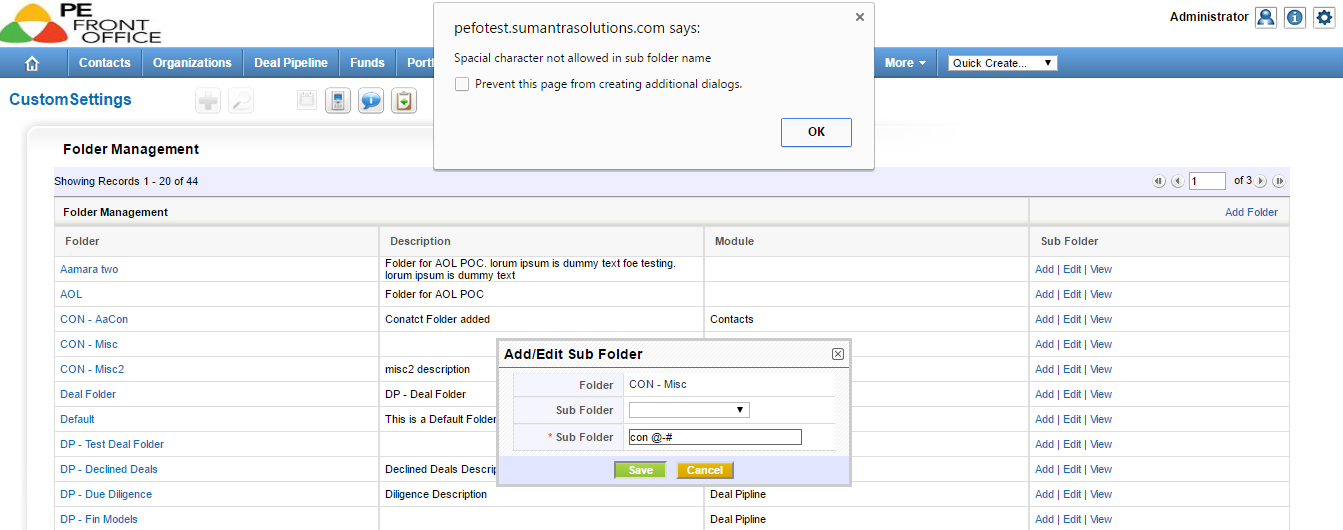 PE
FRONT
OFFICE
Administrator
pefotest.sumantrasolutions.com says:
Spacial character not allowed in sub folder name
Prevent this page from creating additional dialogs.
OK
Contacts Organizations Deal Pipeline Funds More Quick Create...
CustomSettings
Folder Management
Showing Records 1 - 20 of 44 1 of 3
Folder Management Add Folder
Folder Description Module Sub Folder
Aamara two Folder for AOL POC. lorum ipsum is dummy text foe testing. Add | Edit | View
lorum ipsum is dummy text
AOL Folder for AOL POC Add | Edit | View
CON - AaCon Conatct Folder added Contacts Add | Edit | View
CON - Misc Add | Edit | View
CON - Misc2 misc2 description Add | Edit | View
Deal Folder DP - Deal Folder Add | Edit | View
Default This is a Default Folder Add | Edit | View
DP - Test Deal Folder Add | Edit | View
DP - Declined Deals Declined Deals Add | Edit | View
DP - Due Diligence Diligence Description Deal Pipline Add | Edit | View
DP - Fin Models Deal Pipline Add | Edit | View
Add/Edit Sub Folder
Folder CON - Misc
Sub Folder
* Sub Folder con @-#
Save Cancel